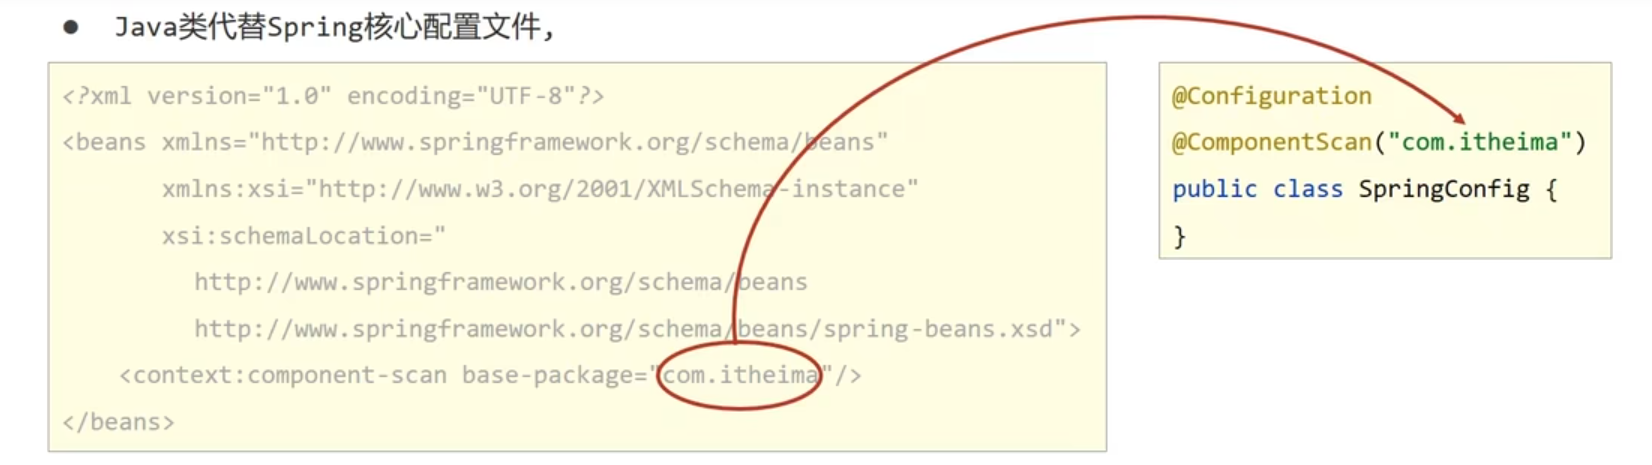 ● Java类代替Spring核心配置文件,
<?xml version="1.0" encoding="UTF-8"?>
<beans xmlns="http://www.springframework.org/schema/beans"
xmlns:xsi="http://www.w3.org/2001/XMLSchema-instance"
xsi:schemaLocation="
http://www.springframework.org/schema/beans
http://www.springframework.org/schema/beans/spring-beans.xsd">
<context:component-scan base-package="com.itheima"/>
</beans>
@Configuration
@ComponentScan("com.itheima")
public class SpringConfig {
}